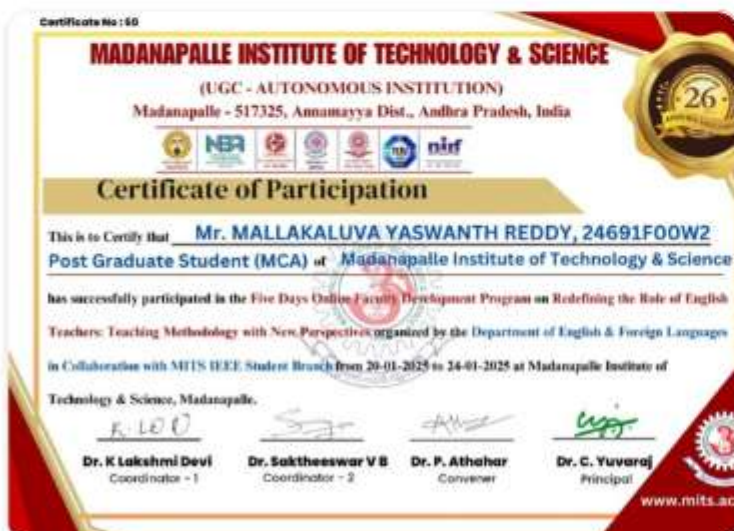 Certificate No : 50
MADANAPALLE INSTITUTE OF TECHNOLOGY & SCIENCE
(UGC - AUTONOMOUS INSTITUTION)
Madanapalle - 517325, Annamayya Dist., Andhra Pradesh, India
26
NBA
nirf
Certificate of Participation
This is to Certify that Mr. MALLAKALUVA YASWANTH REDDY, 24691F00W2
Post Graduate Student (MCA) of Madanapalle Institute of Technology & Science
has successfully participated in the Five Days Online Faculty Development Program on Redefining the Role of English
Teachers: Teaching Methodology with New Perspectives organized by the Department of English & Foreign Languages
in Collaboration with MITS IEEE Student Branch from 20-01-2025 to 24-01-2025 at Madanapalle Institute of
Technology & Science, Madanapalle.
Dr. K Lakshmi Devi Dr. Saktheeswar V B Dr. P. Athahar Dr. C. Yuvaraj
Coordinator - 1 Coordinator - 2 Convener Principal
www.mits.ac